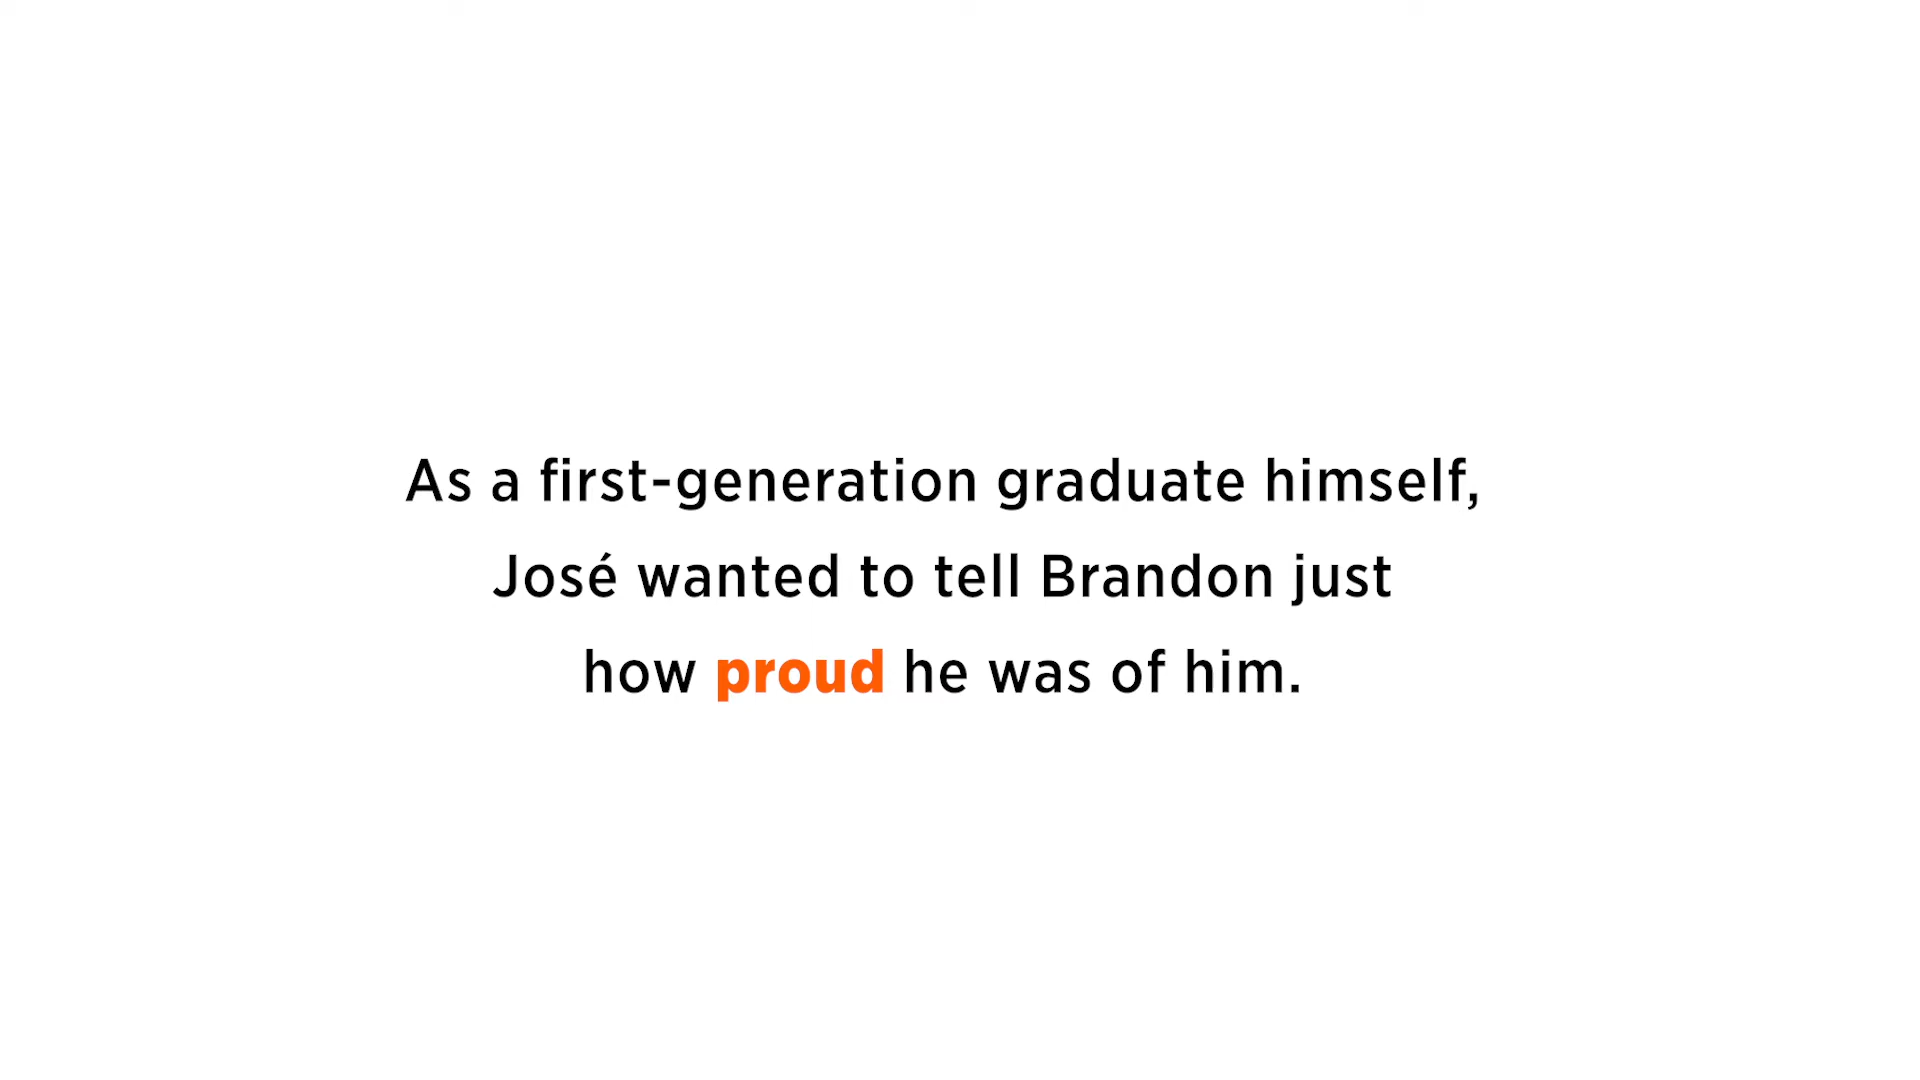 As a first-generation graduate himself,
José wanted to tell Brandon just
how proud he was of him.